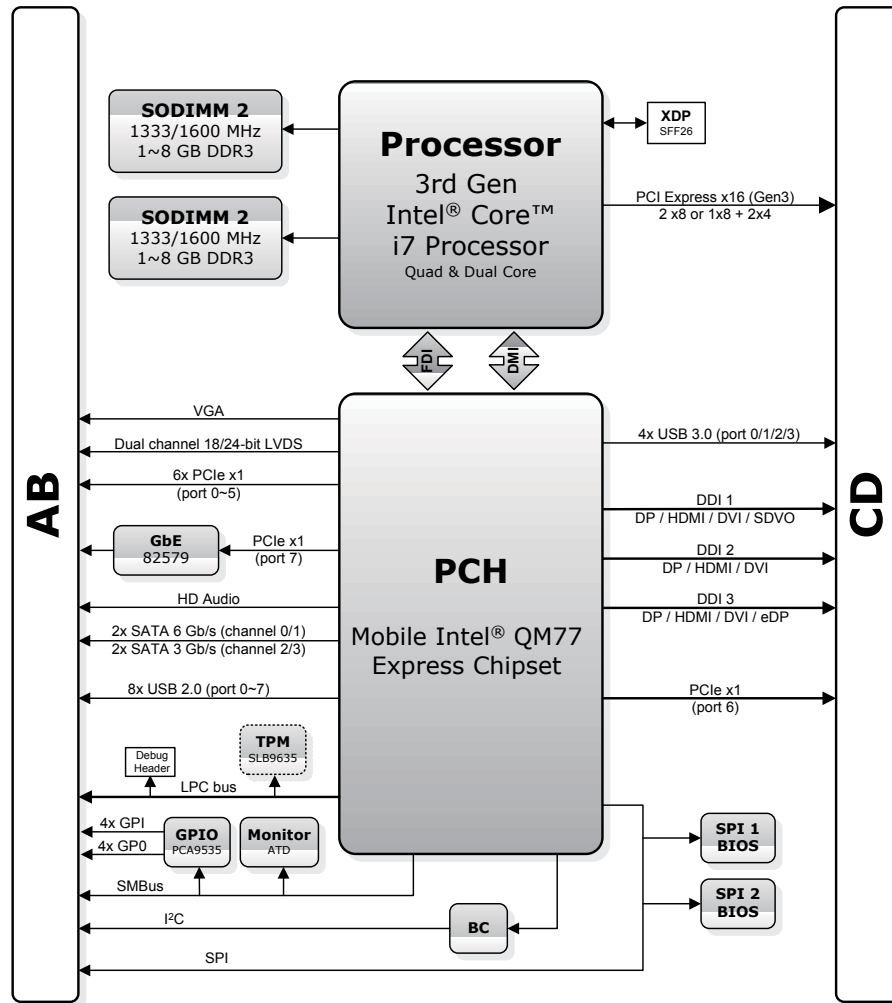 AB
CD
SODIMM 2
1333/1600 MHz
1~8 GB DDR3
SODIMM 2
1333/1600 MHz
1~8 GB DDR3
Processor
3rd Gen
Intel® Core™
i7 Processor
Quad & Dual Core
XDP
SFF26
PCI Express x16 (Gen3)
2 x8 or 1x8 + 2x4
FDI
DMI
VGA
Dual channel 18/24-bit LVDS
6x PCIe x1
(port 0~5)
GbE
82579
PCIe x1
(port 7)
HD Audio
2x SATA 6 Gb/s (channel 0/1)
2x SATA 3 Gb/s (channel 2/3)
8x USB 2.0 (port 0~7)
Debug
Header
TPM
SLB9635
LPC bus
4x GPI
4x GP0
GPIO
PCA9535
Monitor
ATD
SMBus
I²C
BC
SPI
PCH
Mobile Intel® QM77
Express Chipset
4x USB 3.0 (port 0/1/2/3)
DDI 1
DP / HDMI / DVI / SDVO
DDI 2
DP / HDMI / DVI
DDI 3
DP / HDMI / DVI / eDP
PCIe x1
(port 6)
SPI 1
BIOS
SPI 2
BIOS